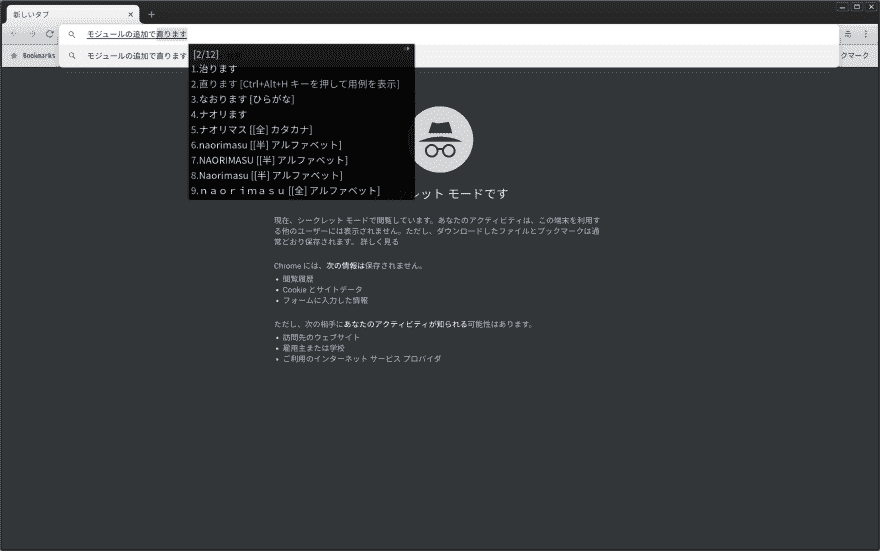 新しいタブ
モジュールの追加で直ります
Bookmarks
モジュールの追加で直ります
クマーク
[2/12]
1.治ります
2.直ります [Ctrl+Alt+H キーを押して用例を表示]
3.なおります [ひらがな]
4.ナオリます
5.ナオリマス [[全] カタカナ]
6.naorimasu [[半] アルファベット]
7.NAORIMASU [[半] アルファベット]
8.Naorimasu [[半] アルファベット]
9.ｎａｏｒｉｍａｓｕ [[全] アルファベット]
レット モードです
現在、シークレット モードで閲覧しています。あなたのアクティビティは、この端末を利用す
る他のユーザーには表示されません。ただし、ダウンロードしたファイルとブックマークは通
常どおり保存されます。 詳しく見る
Chrome には、次の情報は保存されません。
• 閲覧履歴
• Cookie とサイトデータ
• フォームに入力した情報
ただし、次の相手にあなたのアクティビティが知られる可能性はあります。
• 訪問先のウェブサイト
• 雇用主または学校
• ご利用のインターネット サービス プロバイダ